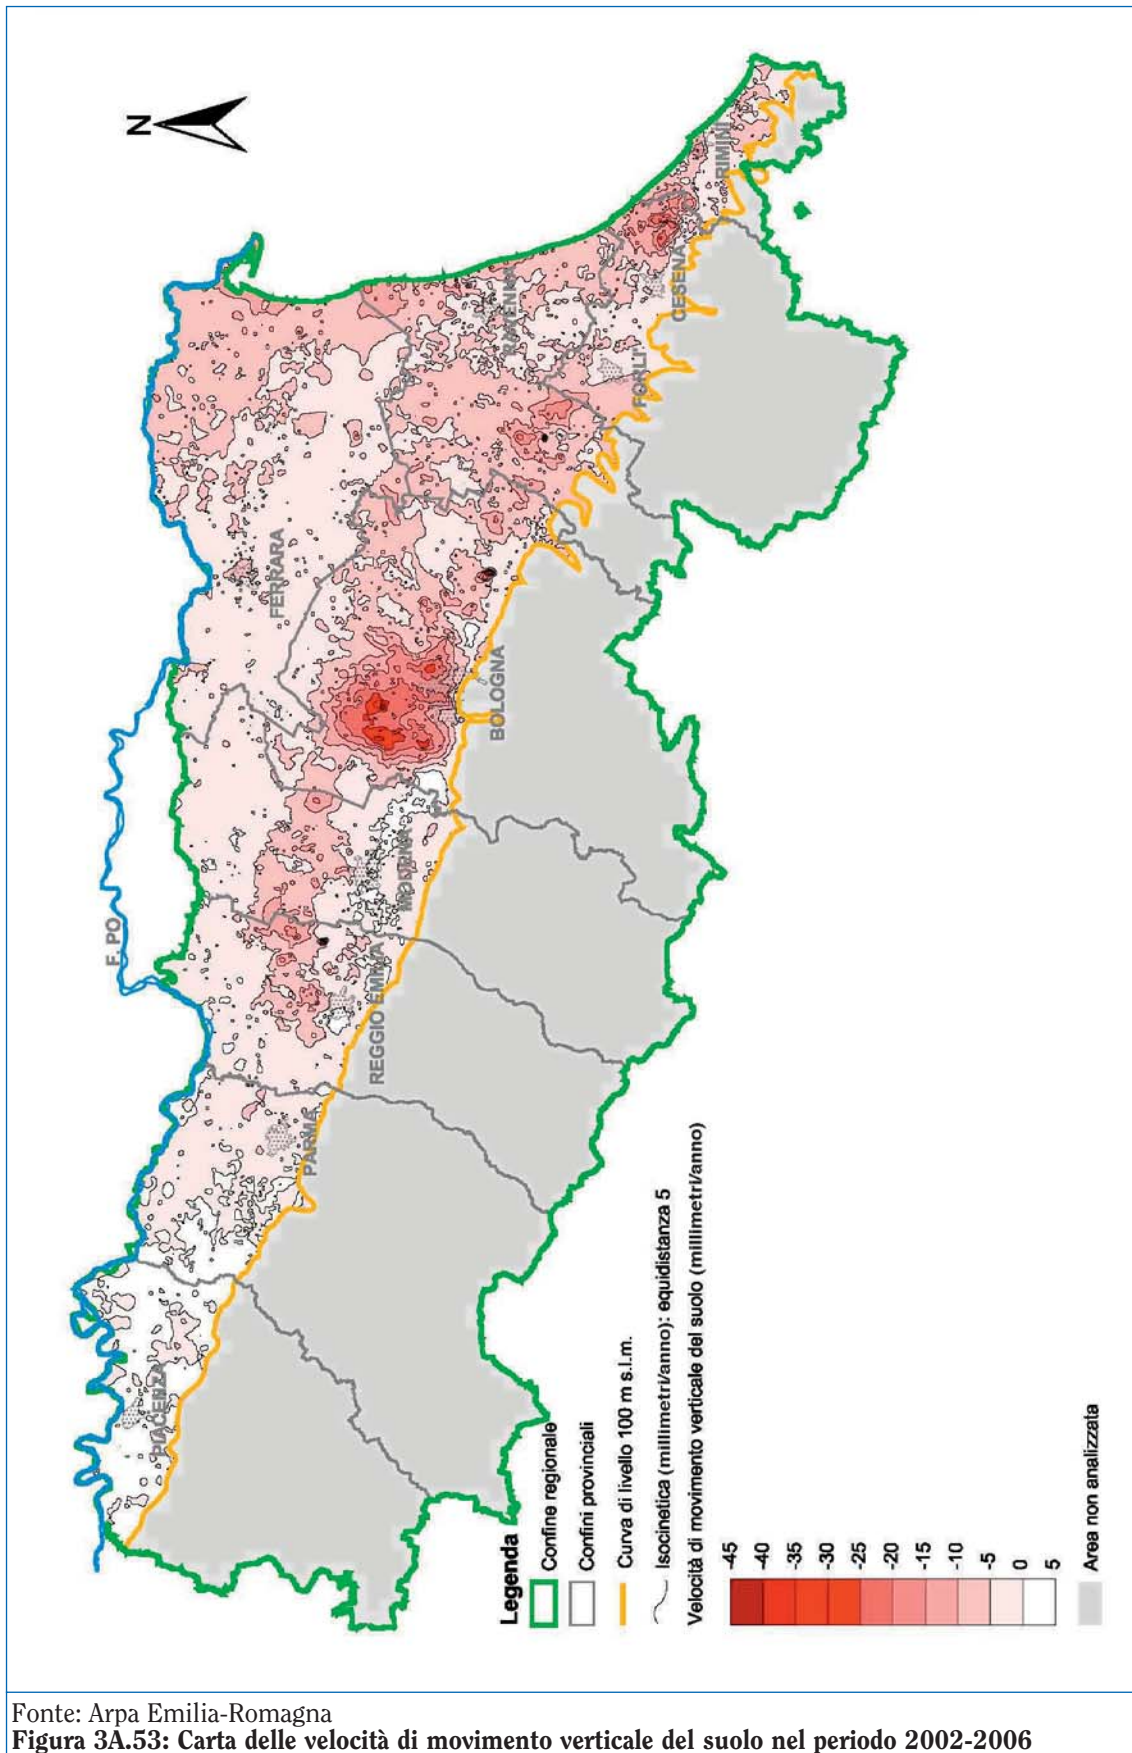 N
F. PO
PIACENZA
PARMA
REGGIO EMILIA
MODENA
BOLOGNA
FERRARA
RAVENNA
FORLI'
CESENA
RIMINI
Legenda
Confine regionale
Confini provinciali
Curva di livello 100 m s.l.m.
Isocinetica (millimetri/anno): equidistanza 5
Velocità di movimento verticale del suolo (millimetri/anno)
-45
-40
-35
-30
-25
-20
-15
-10
-5
0
5
Area non analizzata
Fonte: Arpa Emilia-Romagna
Figura 3A.53: Carta delle velocità di movimento verticale del suolo nel periodo 2002-2006